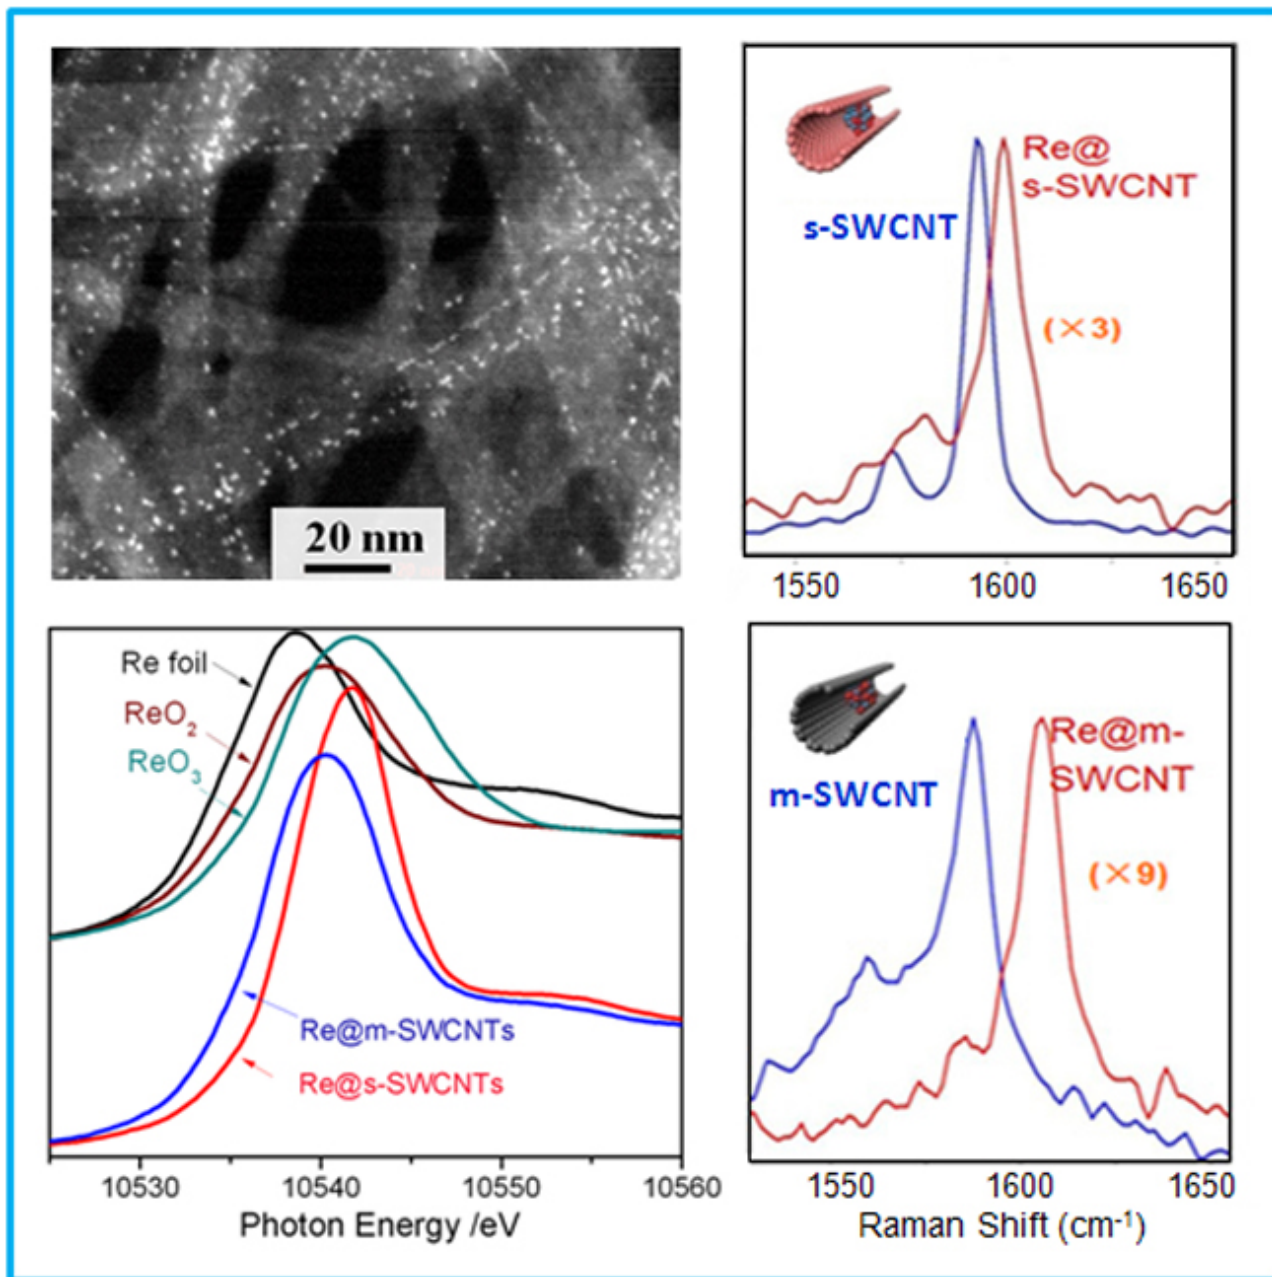 20 nm
Re@
s-SWCNT
s-SWCNT
(×3)
1550 1600 1650
Re foil
ReO₂
ReO₃
Re@m-SWCNTs
Re@s-SWCNTs
10530 10540 10550 10560
Photon Energy /eV
Re@m-
SWCNT
m-SWCNT
(×9)
1550 1600 1650
Raman Shift (cm⁻¹)